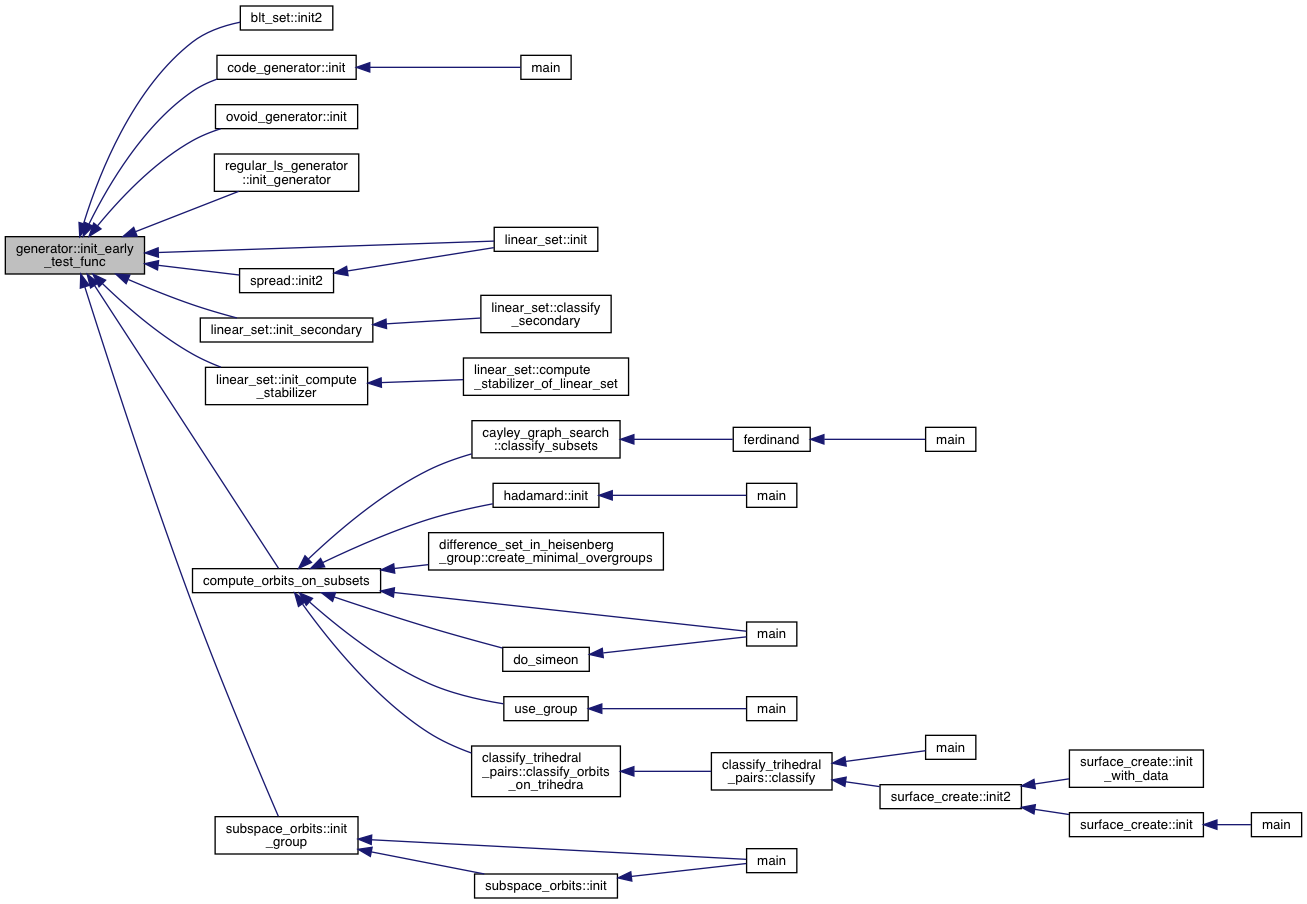 blt_set::init2
code_generator::init
main
ovoid_generator::init
regular_ls_generator
::init_generator
generator::init_early
_test_func
linear_set::init
spread::init2
linear_set::init_secondary
linear_set::classify
_secondary
linear_set::init_compute
_stabilizer
linear_set::compute
_stabilizer_of_linear_set
cayley_graph_search
::classify_subsets
ferdinand
main
hadamard::init
main
difference_set_in_heisenberg
_group::create_minimal_overgroups
compute_orbits_on_subsets
main
do_simeon
use_group
main
classify_trihedral
_pairs::classify_orbits
_on_trihedra
classify_trihedral
_pairs::classify
main
surface_create::init2
surface_create::init
_with_data
surface_create::init
main
subspace_orbits::init
_group
main
subspace_orbits::init